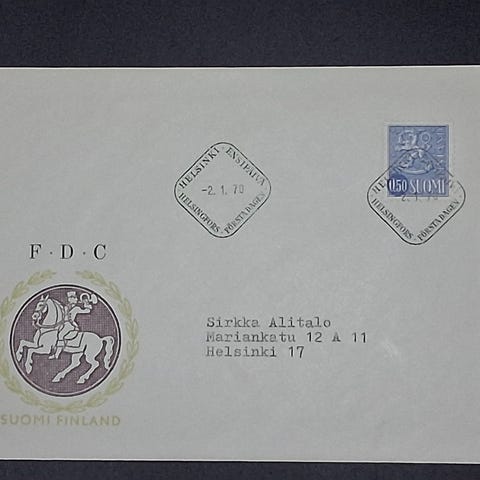 HELSINKI - ENSIPÄIVÄ
-2. 1. 70
HELSINGFORS - FÖRSTA DAGEN
0,50 SUOMI
HELSINGFORS - FÖRSTA DAGEN
F · D · C
Sirkka Alitalo
Mariankatu 12 A 11
Helsinki 17
SUOMI FINLAND